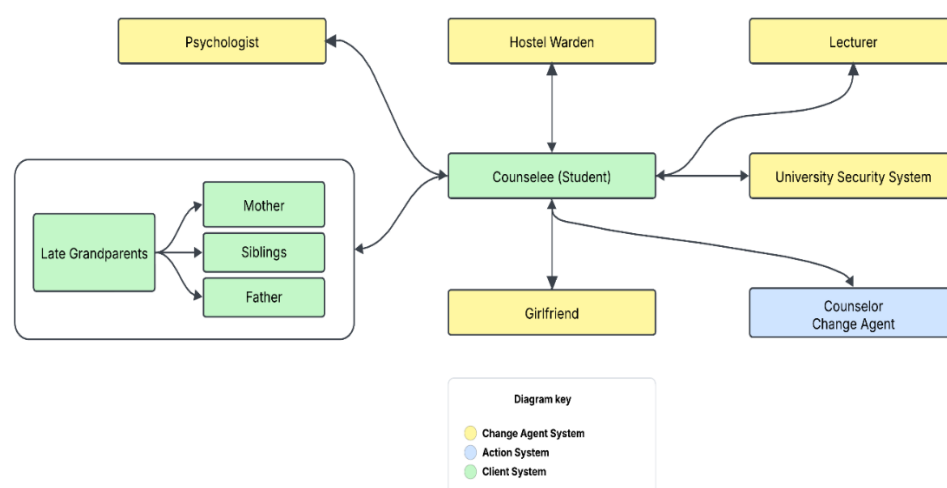 Psychologist
Hostel Warden
Lecturer
Counselee (Student)
University Security System
Mother
Late Grandparents
Siblings
Father
Girlfriend
Counselor
Change Agent
Diagram key
Change Agent System
Action System
Client System